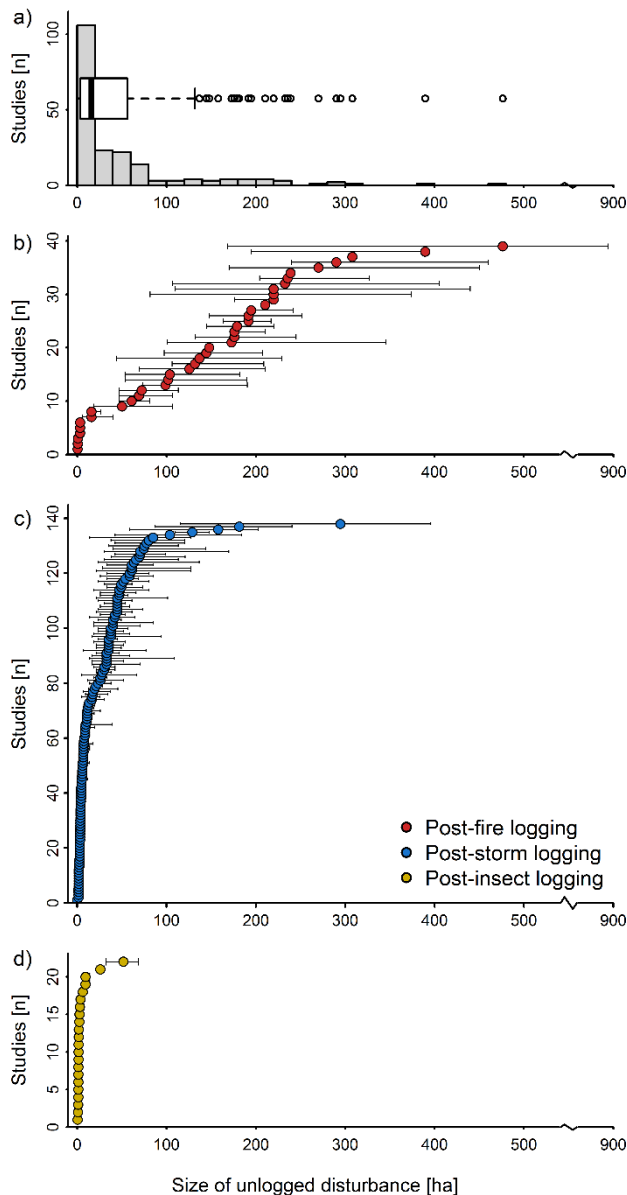 a)
Studies [n]
100
50
0
0 100 200 300 400 500 900
b)
Studies [n]
40
30
20
10
0
0 100 200 300 400 500 900
c)
Studies [n]
140
120
100
80
60
40
20
0
Post-fire logging
Post-storm logging
Post-insect logging
0 100 200 300 400 500 900
d)
Studies [n]
20
15
10
5
0
0 100 200 300 400 500 900
Size of unlogged disturbance [ha]